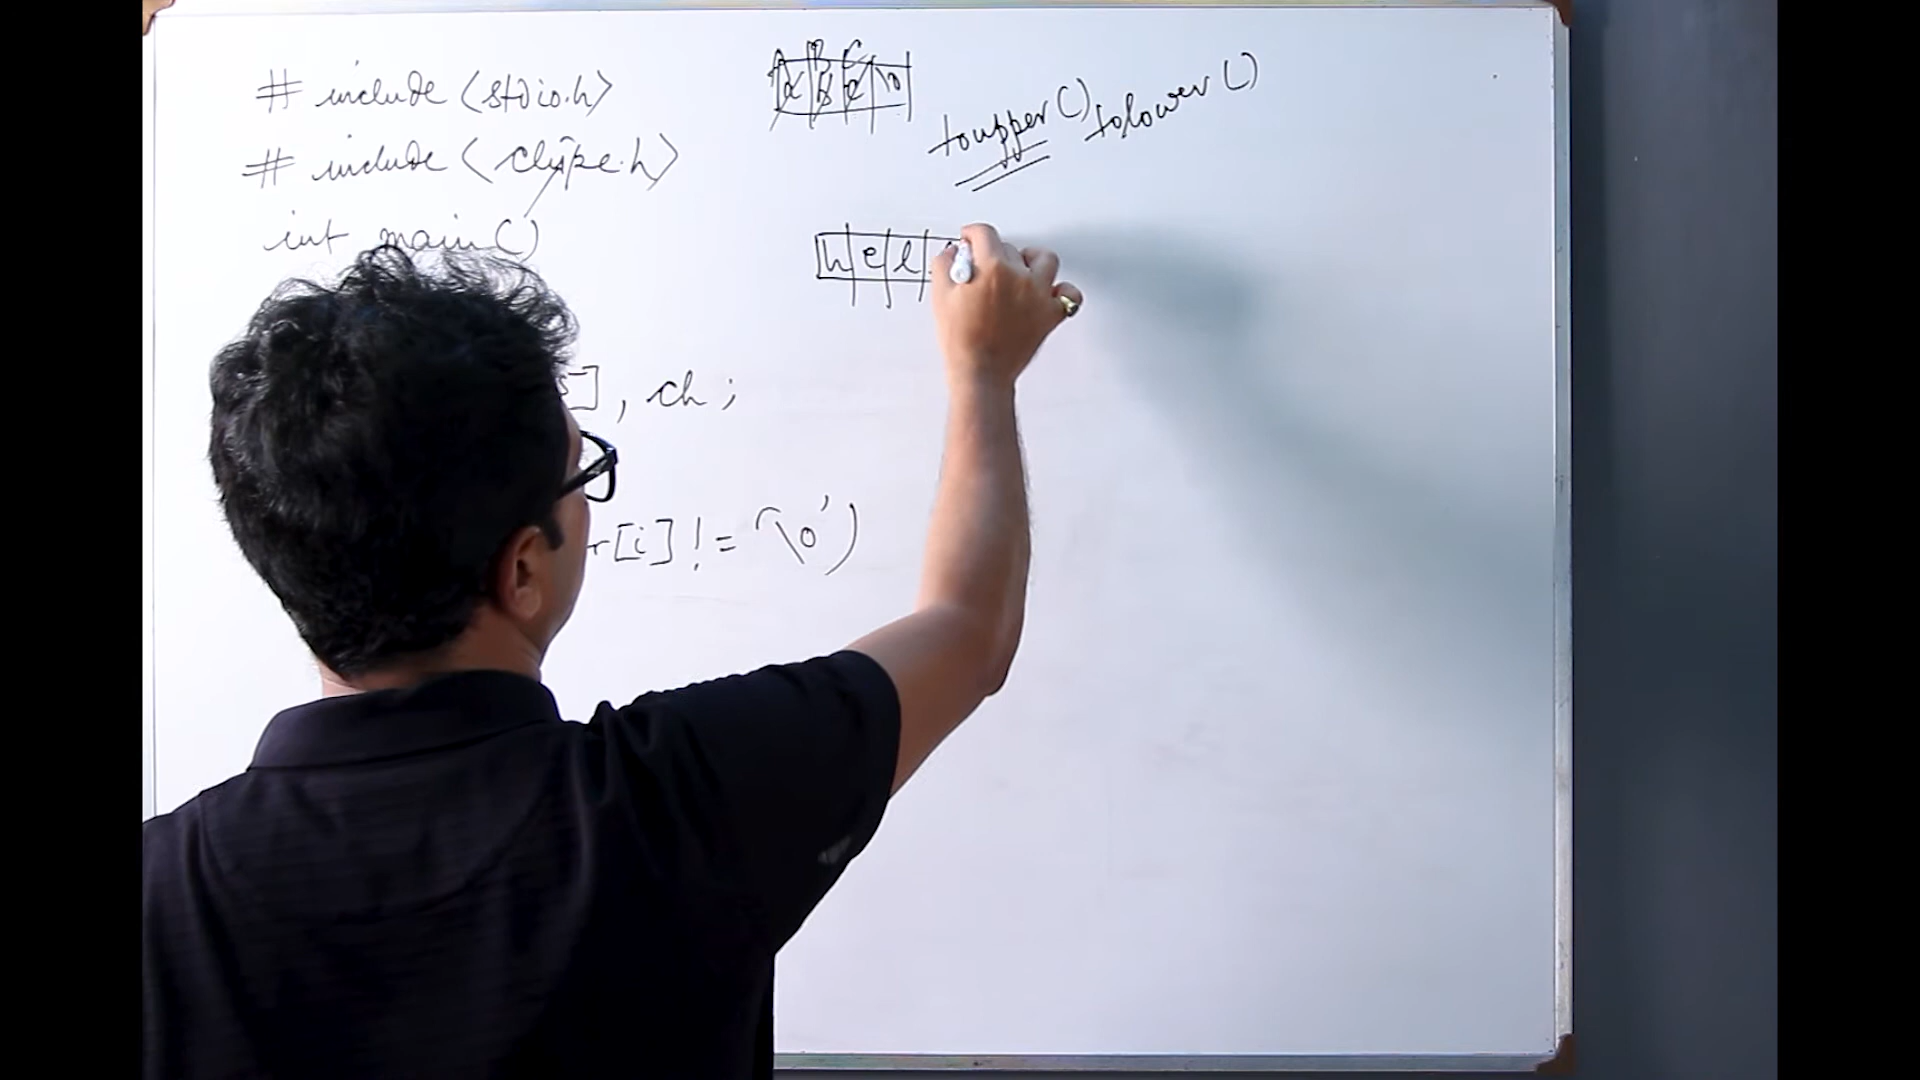 # include <stdio.h>
# include <ctype.h>
int main()
A B C
a b c \0
toupper() tolower()
h e l
], ch;
r[i] != '\0')